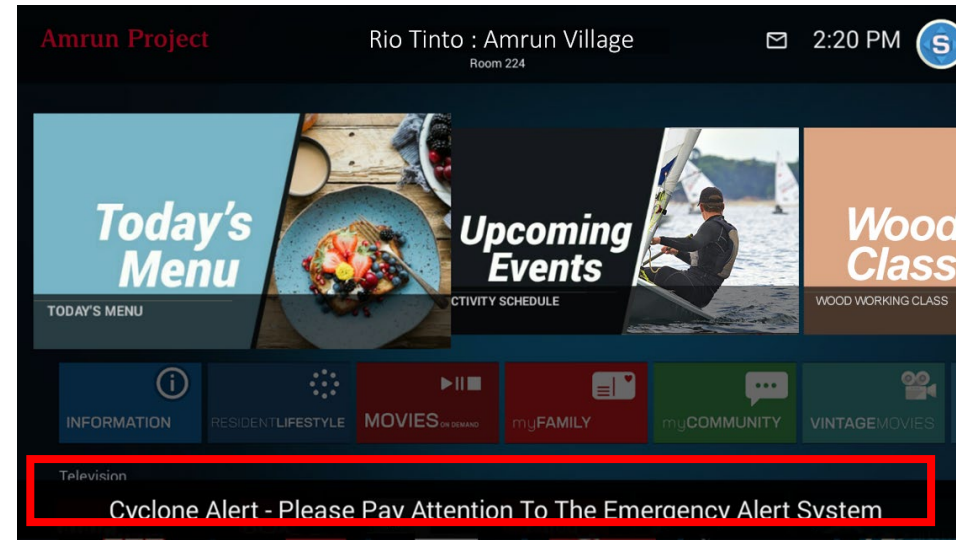 Amrun Project
Rio Tinto : Amrun Village
Room 224
2:20 PM
S
Today's
Menu
TODAY'S MENU
Upcoming
Events
CTIVITY SCHEDULE
Wood
Class
WOOD WORKING CLASS
INFORMATION
RESIDENTLIFESTYLE
MOVIES ON DEMAND
myFAMILY
myCOMMUNITY
VINTAGEMOVIES
Television
Cyclone Alert - Please Pay Attention To The Emergency Alert System